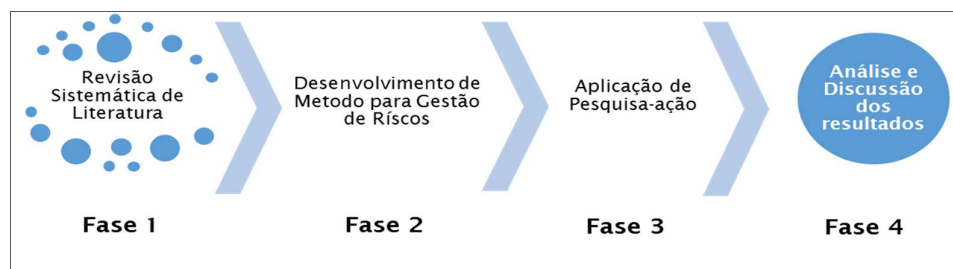 Revisão
Sistemática de
Literatura
Desenvolvimento de
Metodo para Gestão
de Ríscos
Aplicação de
Pesquisa-ação
Análise e
Discussão
dos
resultados
Fase 1
Fase 2
Fase 3
Fase 4